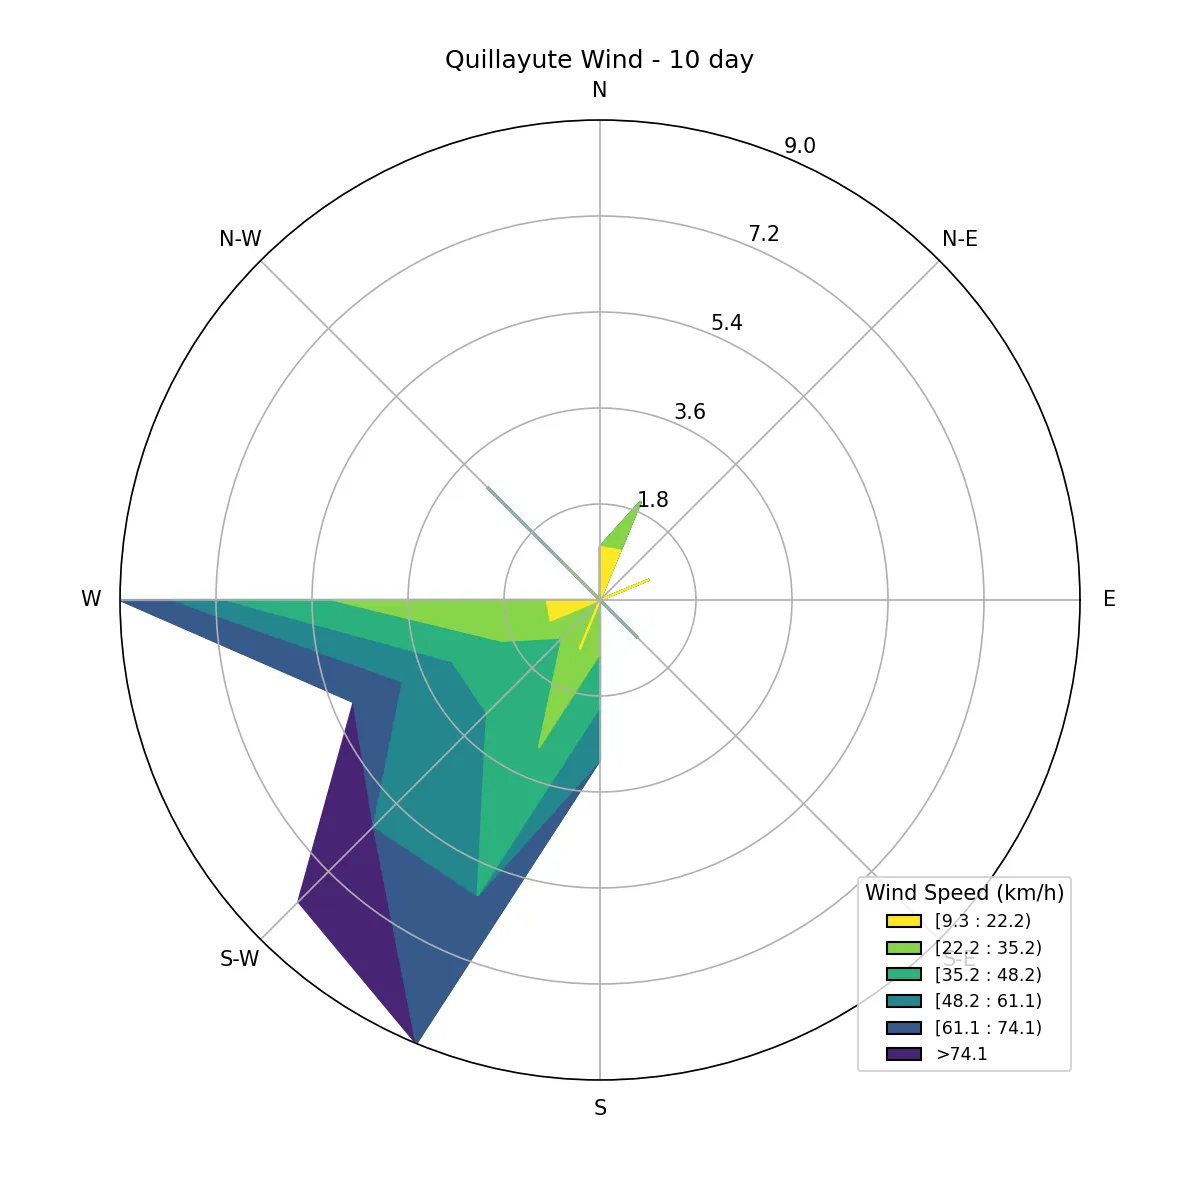 Quillayute Wind - 10 day
N
9.0
N-W
N-E
7.2
5.4
3.6
1.8
W
E
S-W
S-E
S
Wind Speed (km/h)
[9.3 : 22.2)
[22.2 : 35.2)
[35.2 : 48.2)
[48.2 : 61.1)
[61.1 : 74.1)
>74.1